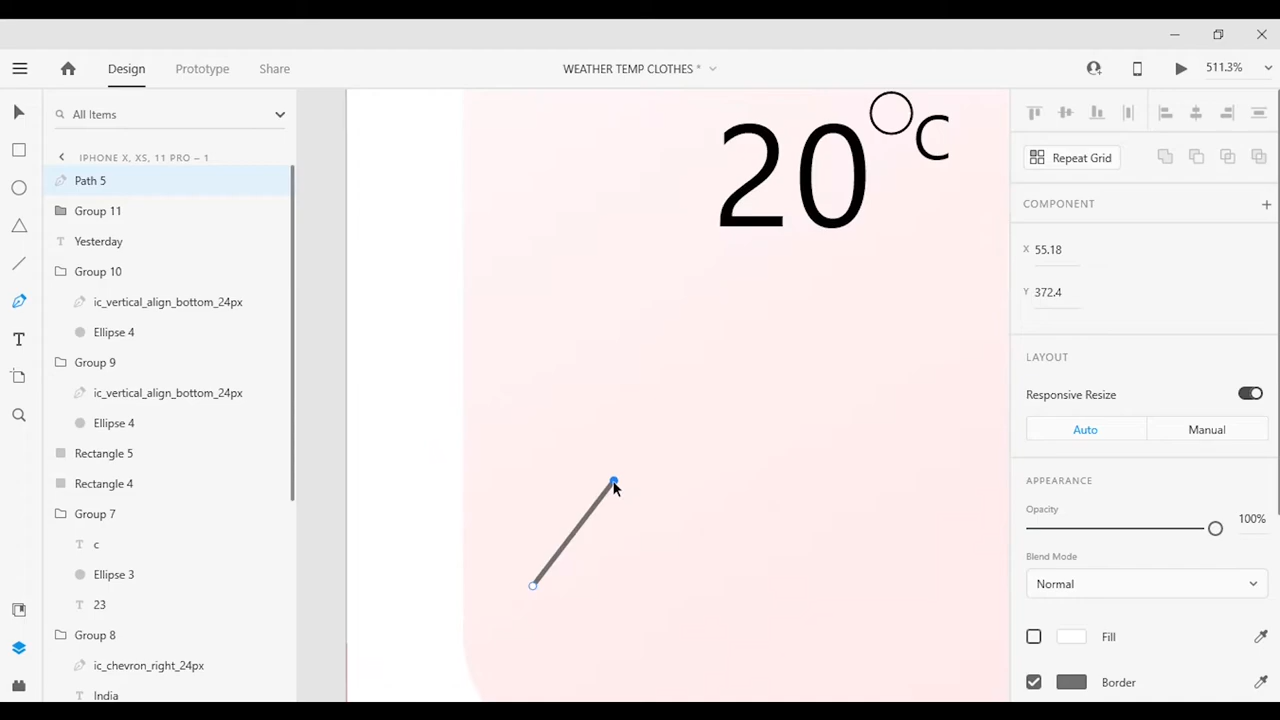 Design
Prototype
Share
WEATHER TEMP CLOTHES *
511.3%
All Items
IPHONE X, XS, 11 PRO – 1
Path 5
Group 11
Yesterday
Group 10
ic_vertical_align_bottom_24px
Ellipse 4
Group 9
ic_vertical_align_bottom_24px
Ellipse 4
Rectangle 5
Rectangle 4
Group 7
c
Ellipse 3
23
Group 8
ic_chevron_right_24px
India
20°C
Repeat Grid
COMPONENT
X 55.18
Y 372.4
LAYOUT
Responsive Resize
Auto
Manual
APPEARANCE
Opacity
100%
Blend Mode
Normal
Fill
Border